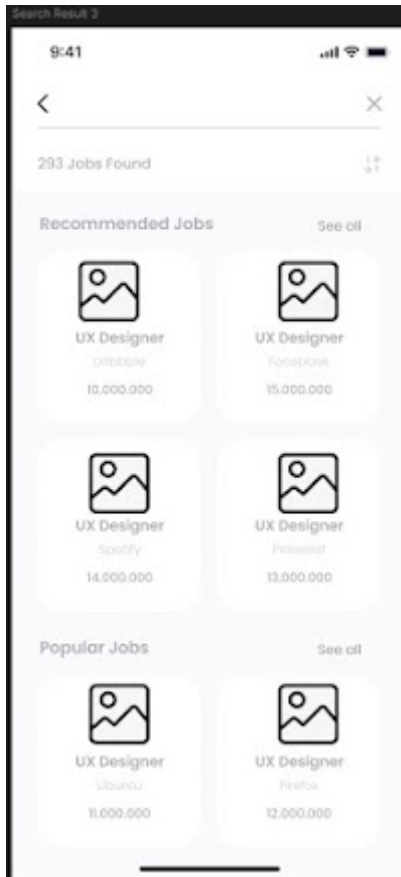 Search Result 3
9:41
293 Jobs Found
Recommended Jobs See all
UX Designer UX Designer
Dribbble Facebook
10.000.000 15.000.000
UX Designer UX Designer
Spotify Pinterest
14.000.000 13.000.000
Popular Jobs See all
UX Designer UX Designer
Ubuntu Firefox
11.000.000 12.000.000